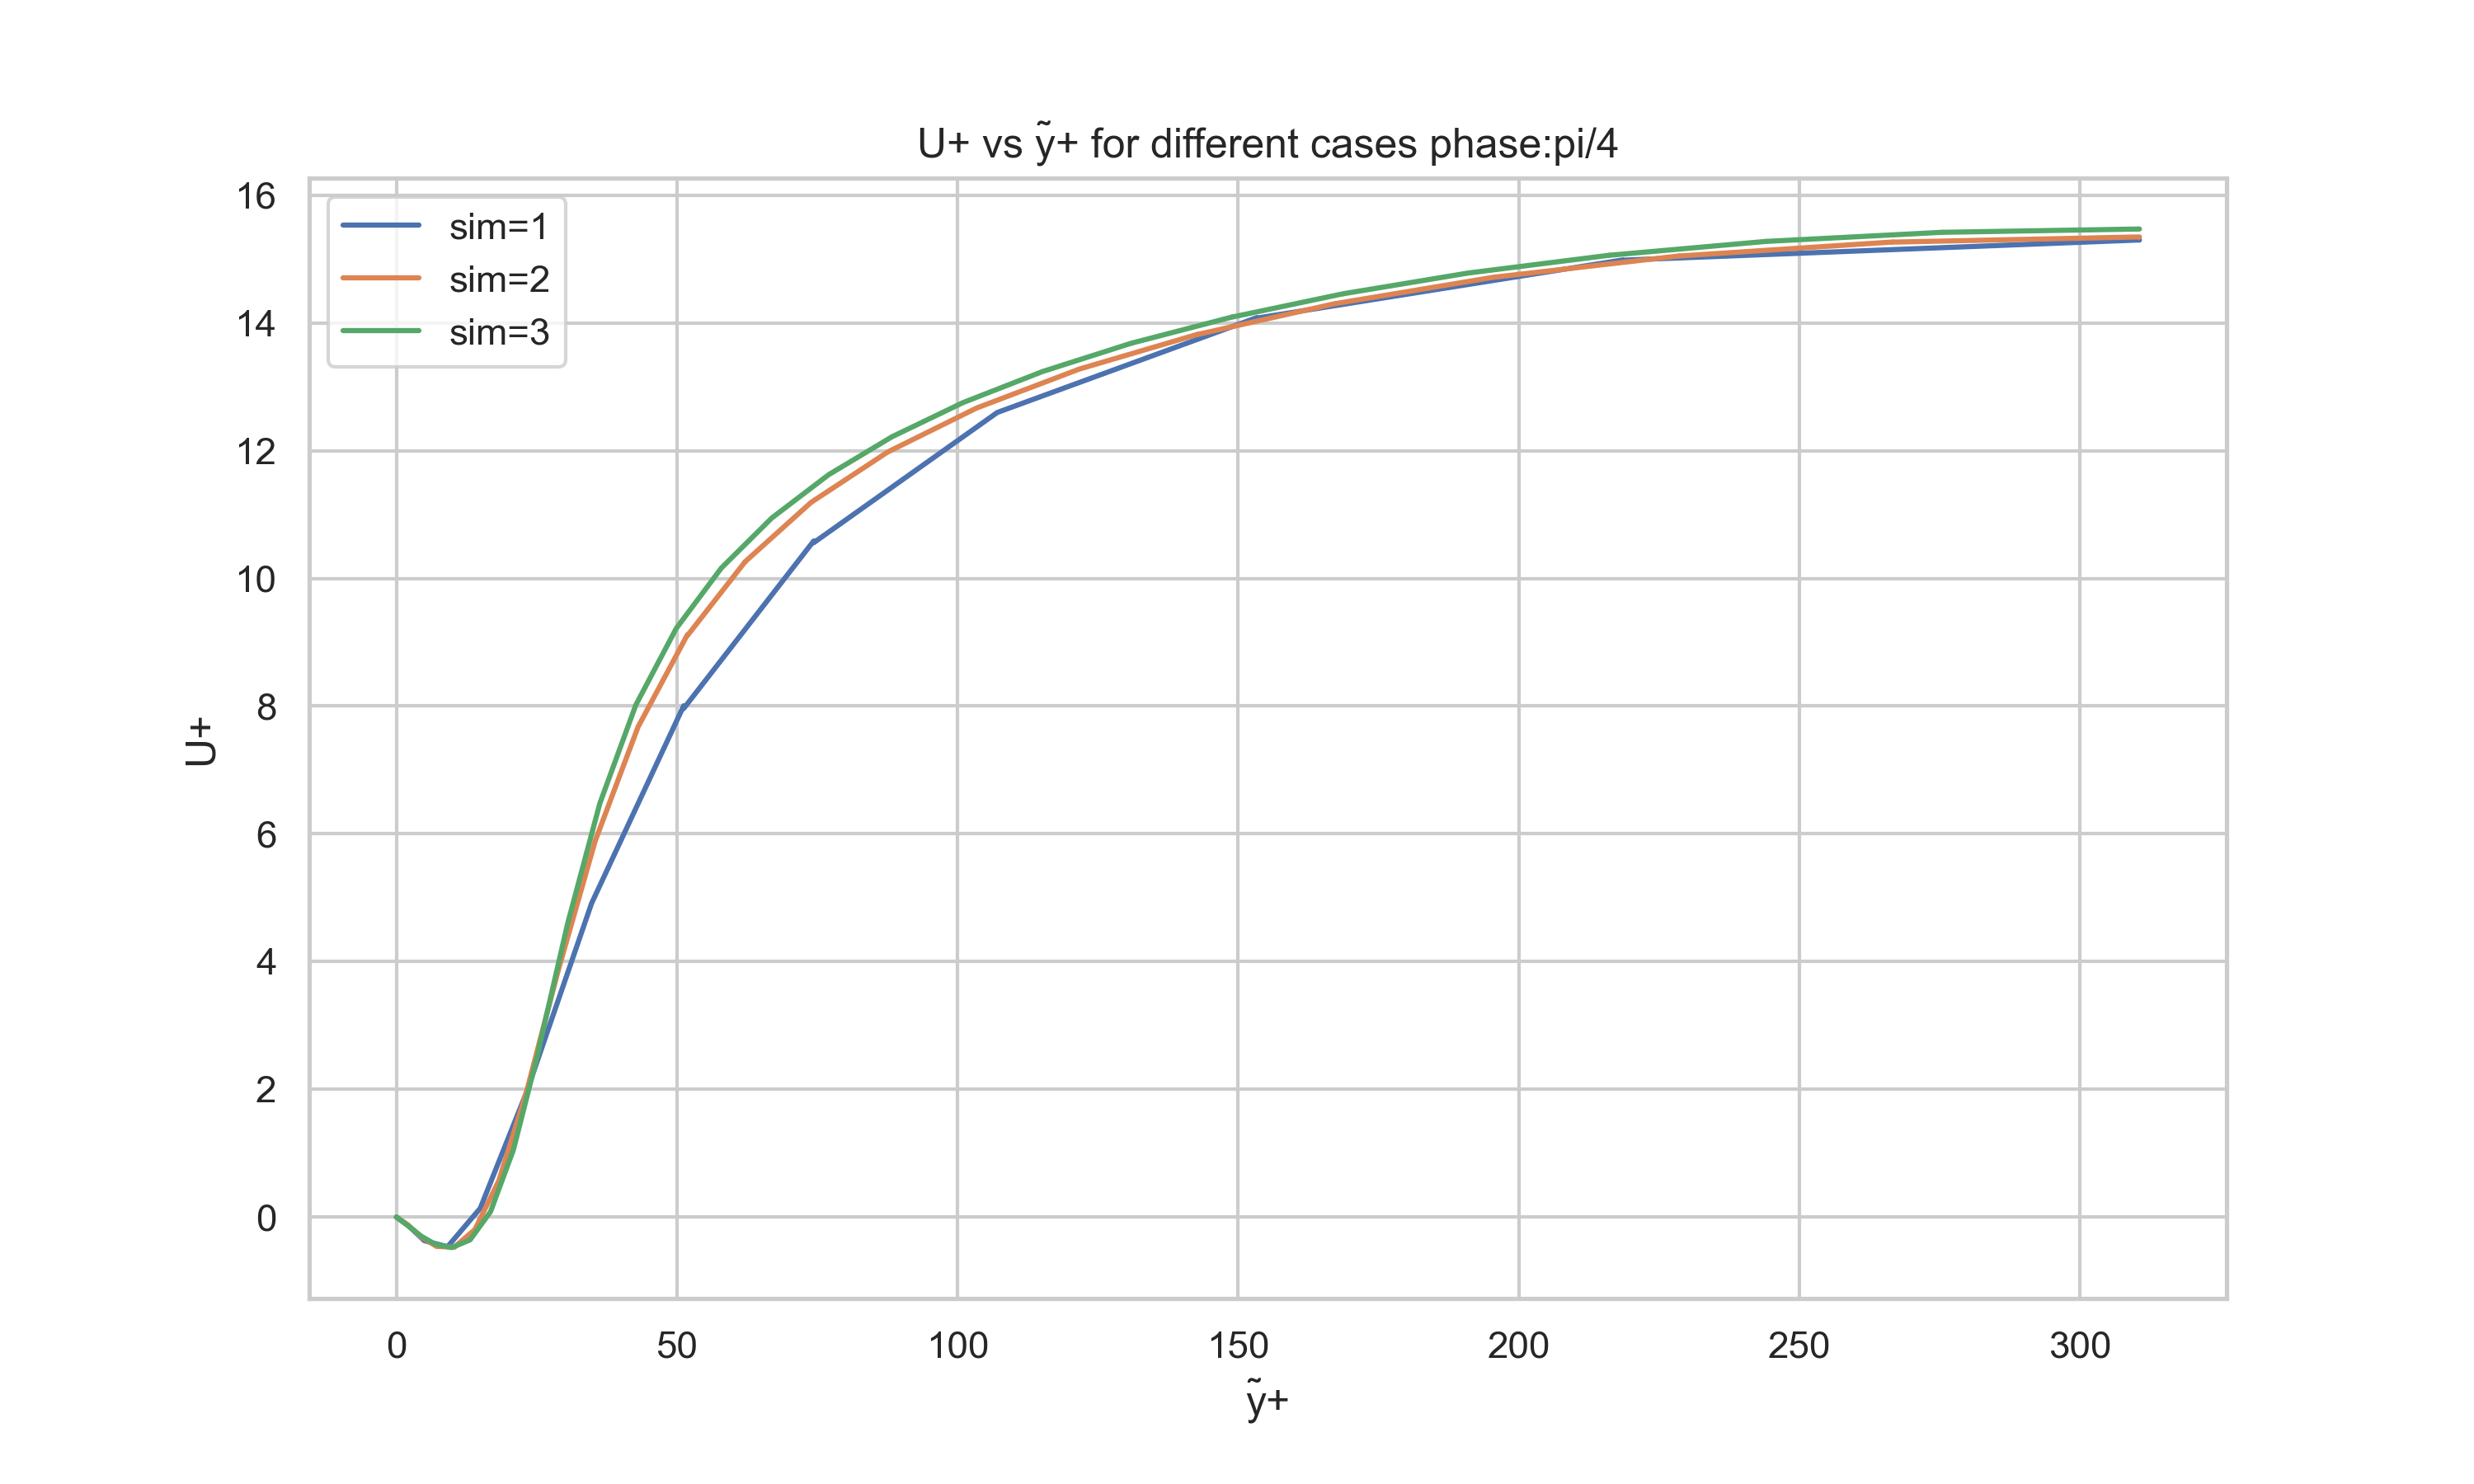 U+ vs ỹ+ for different cases phase:pi/4
sim=1
sim=2
sim=3
16
14
12
10
8
6
4
2
0
U+
0 50 100 150 200 250 300
ỹ+